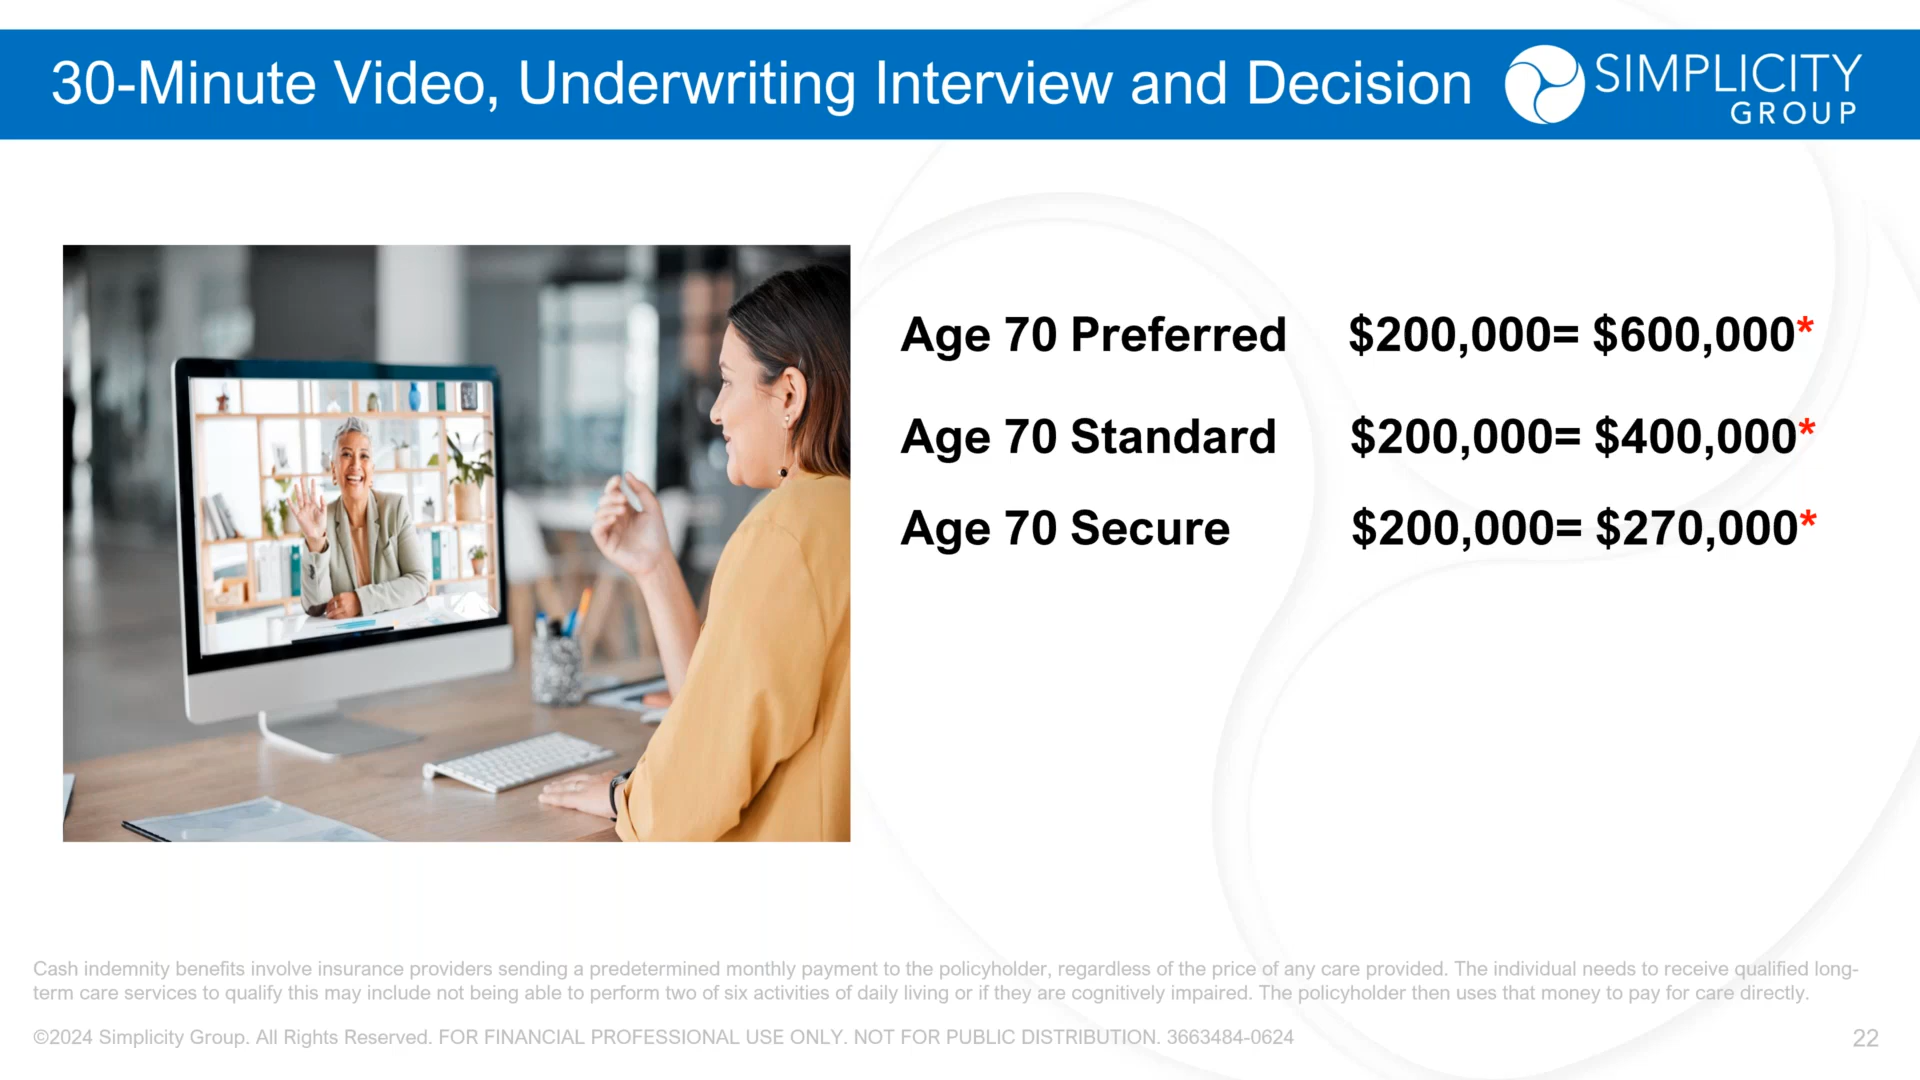 30-Minute Video, Underwriting Interview and Decision
SIMPLICITY
GROUP
Age 70 Preferred $200,000= $600,000*
Age 70 Standard $200,000= $400,000*
Age 70 Secure $200,000= $270,000*
Cash indemnity benefits involve insurance providers sending a predetermined monthly payment to the policyholder, regardless of the price of any care provided. The individual needs to receive qualified long-
term care services to qualify this may include not being able to perform two of six activities of daily living or if they are cognitively impaired. The policyholder then uses that money to pay for care directly.
©2024 Simplicity Group. All Rights Reserved. FOR FINANCIAL PROFESSIONAL USE ONLY. NOT FOR PUBLIC DISTRIBUTION. 3663484-0624
22